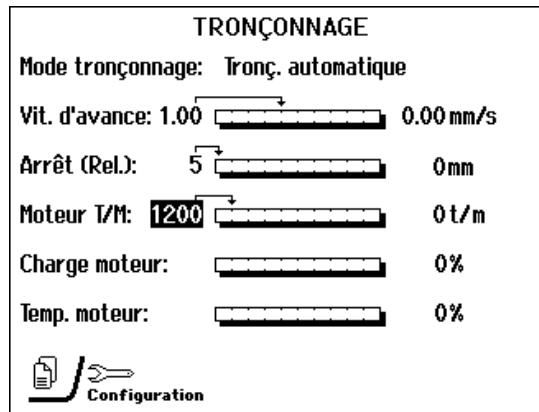 TRONÇONNAGE
Mode tronçonnage: Tronç. automatique
Vit. d'avance: 1.00 0.00 mm/s
Arrêt (Rel.): 5 0 mm
Moteur T/M: 1200 0 t/m
Charge moteur: 0%
Temp. moteur: 0%
Configuration